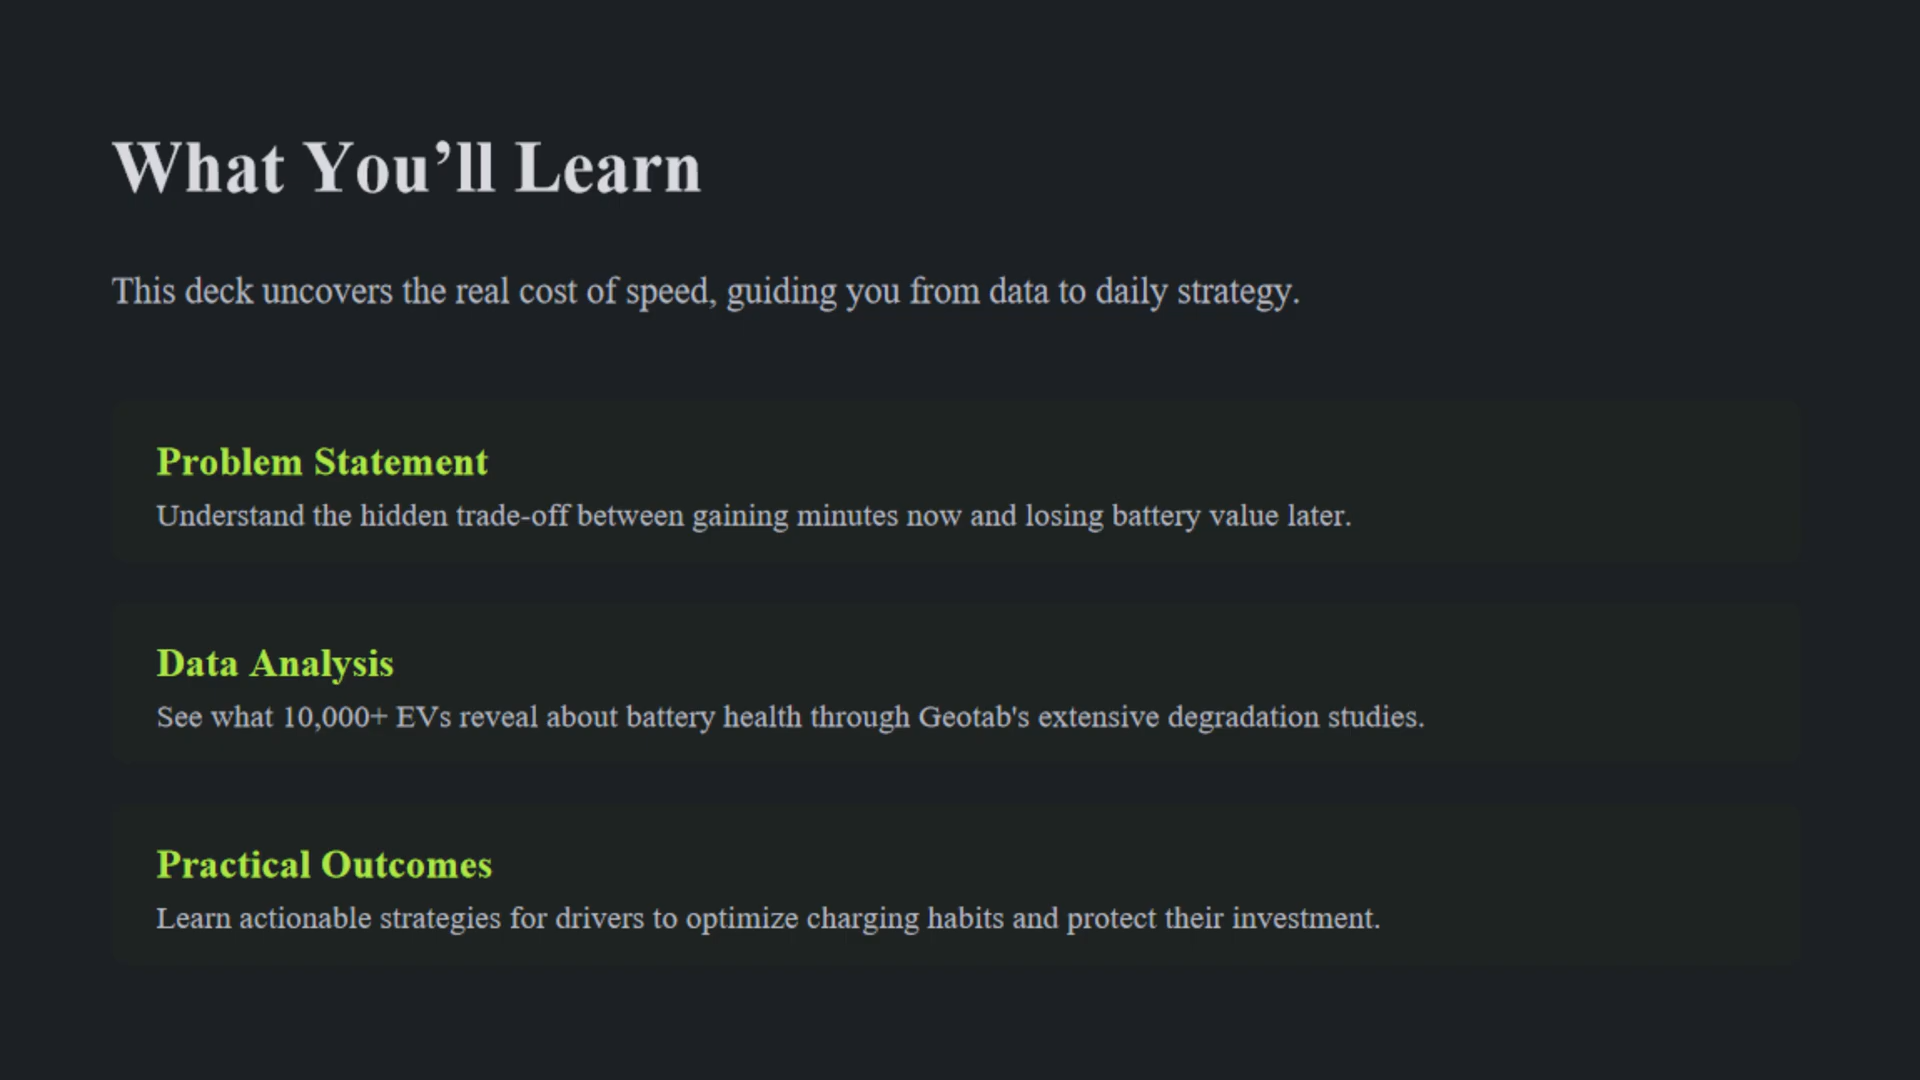 What You’ll Learn
This deck uncovers the real cost of speed, guiding you from data to daily strategy.
Problem Statement
Understand the hidden trade-off between gaining minutes now and losing battery value later.
Data Analysis
See what 10,000+ EVs reveal about battery health through Geotab's extensive degradation studies.
Practical Outcomes
Learn actionable strategies for drivers to optimize charging habits and protect their investment.